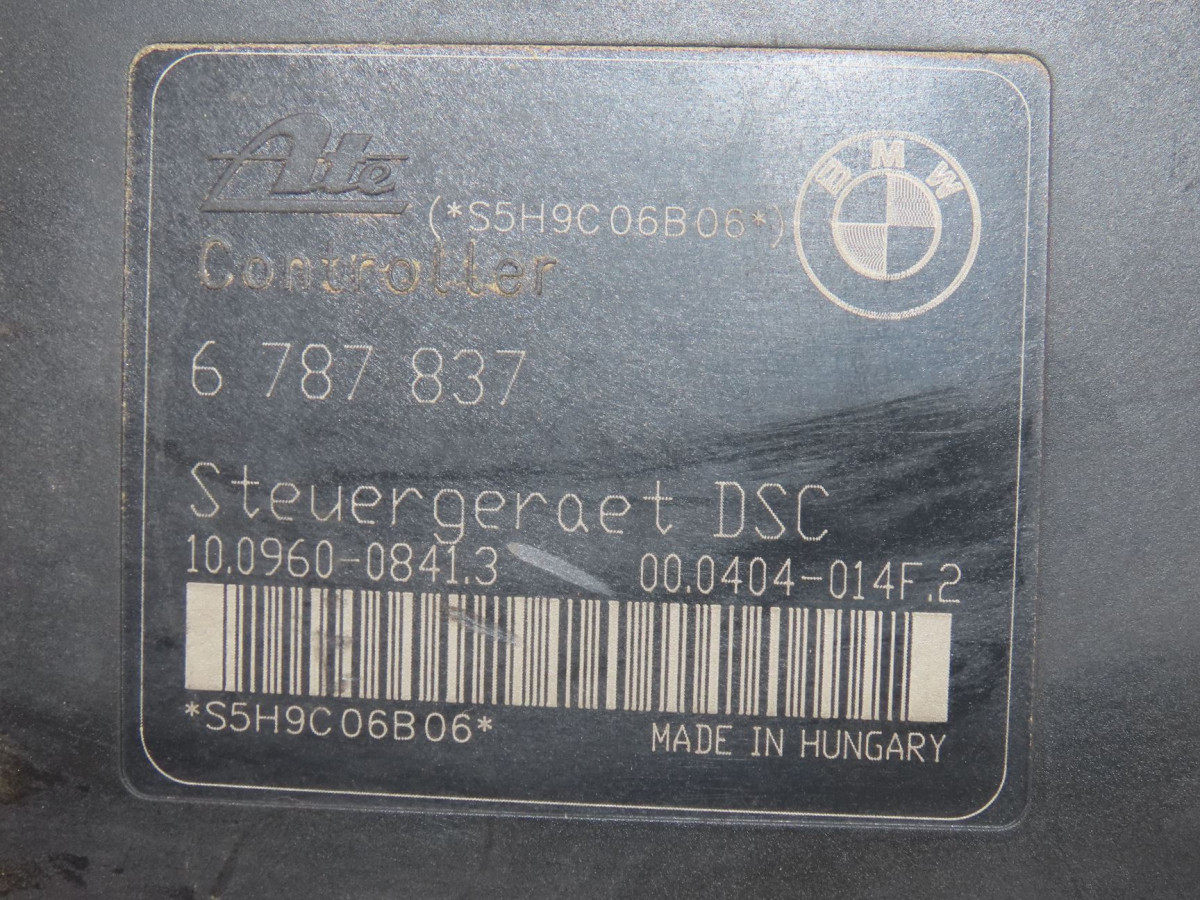 Ate
(*S5H9C06B06*)
BMW
Controller
6 787 837
Steuergeraet DSC
10.0960-0841.3 00.0404-014F.2
*S5H9C06B06*
MADE IN HUNGARY